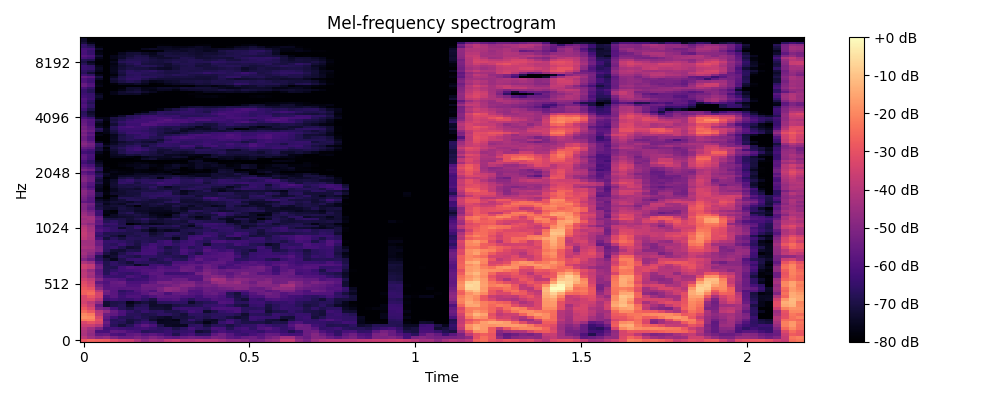 Mel-frequency spectrogram
Hz
8192
4096
2048
1024
512
0
0
0.5
1
1.5
2
Time
+0 dB
-10 dB
-20 dB
-30 dB
-40 dB
-50 dB
-60 dB
-70 dB
-80 dB